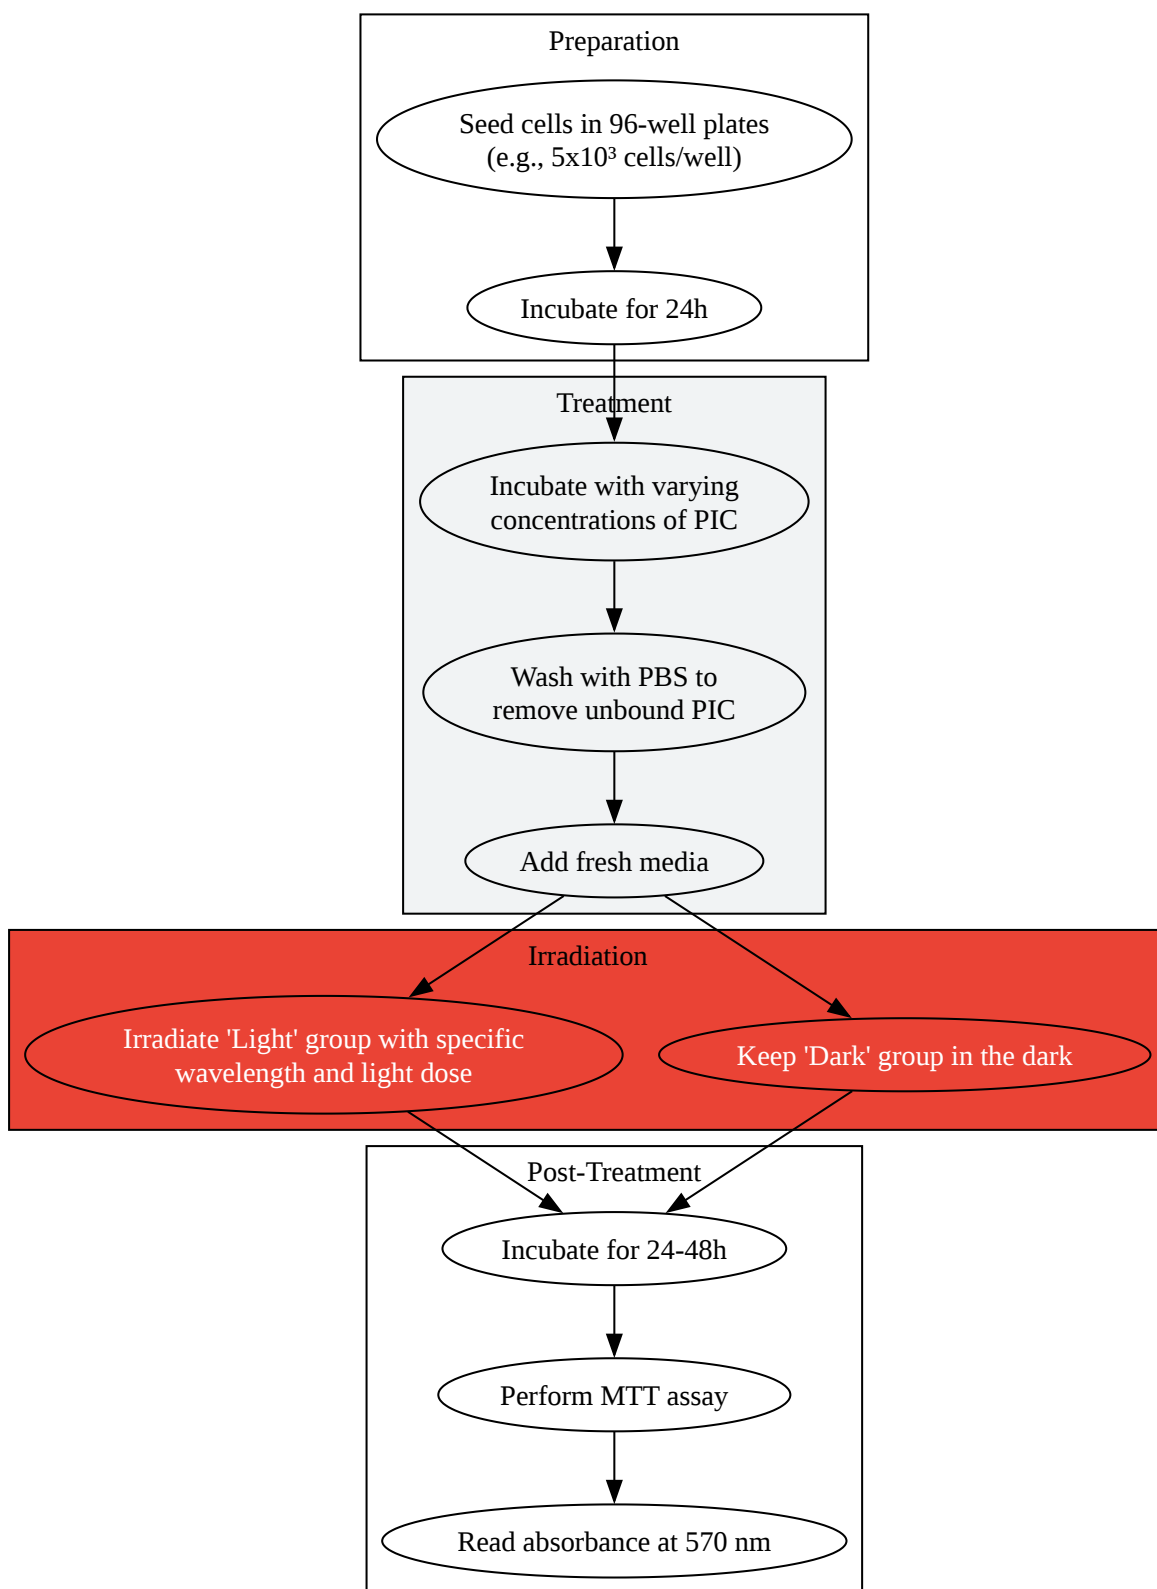 Preparation
Seed cells in 96-well plates
(e.g., 5x10³ cells/well)
Incubate for 24h
Treatment
Incubate with varying
concentrations of PIC
Wash with PBS to
remove unbound PIC
Add fresh media
Irradiation
Irradiate 'Light' group with specific
wavelength and light dose
Keep 'Dark' group in the dark
Post-Treatment
Incubate for 24-48h
Perform MTT assay
Read absorbance at 570 nm